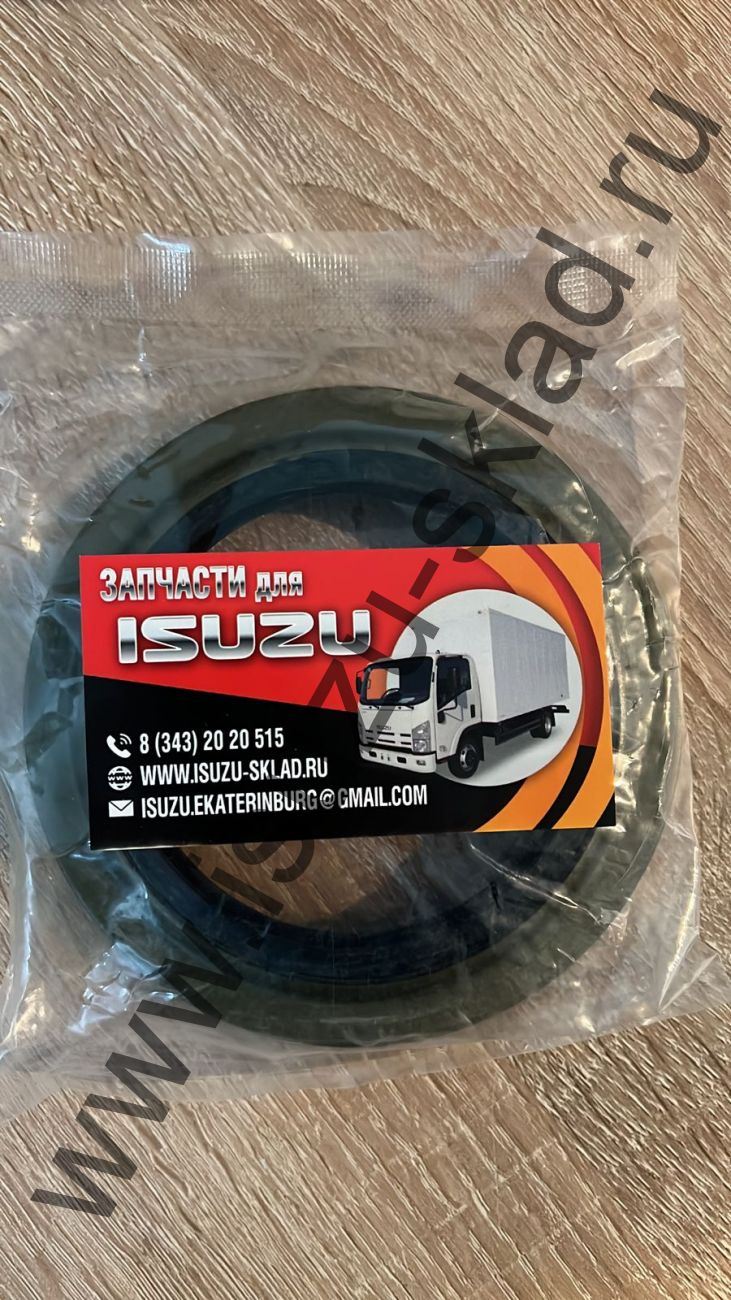 ЗАПЧАСТИ для
ISUZU
ISUZU
8 (343) 20 20 515
WWW.ISUZU-SKLAD.RU
ISUZU.EKATERINBURG@GMAIL.COM
www.isuzu-sklad.ru